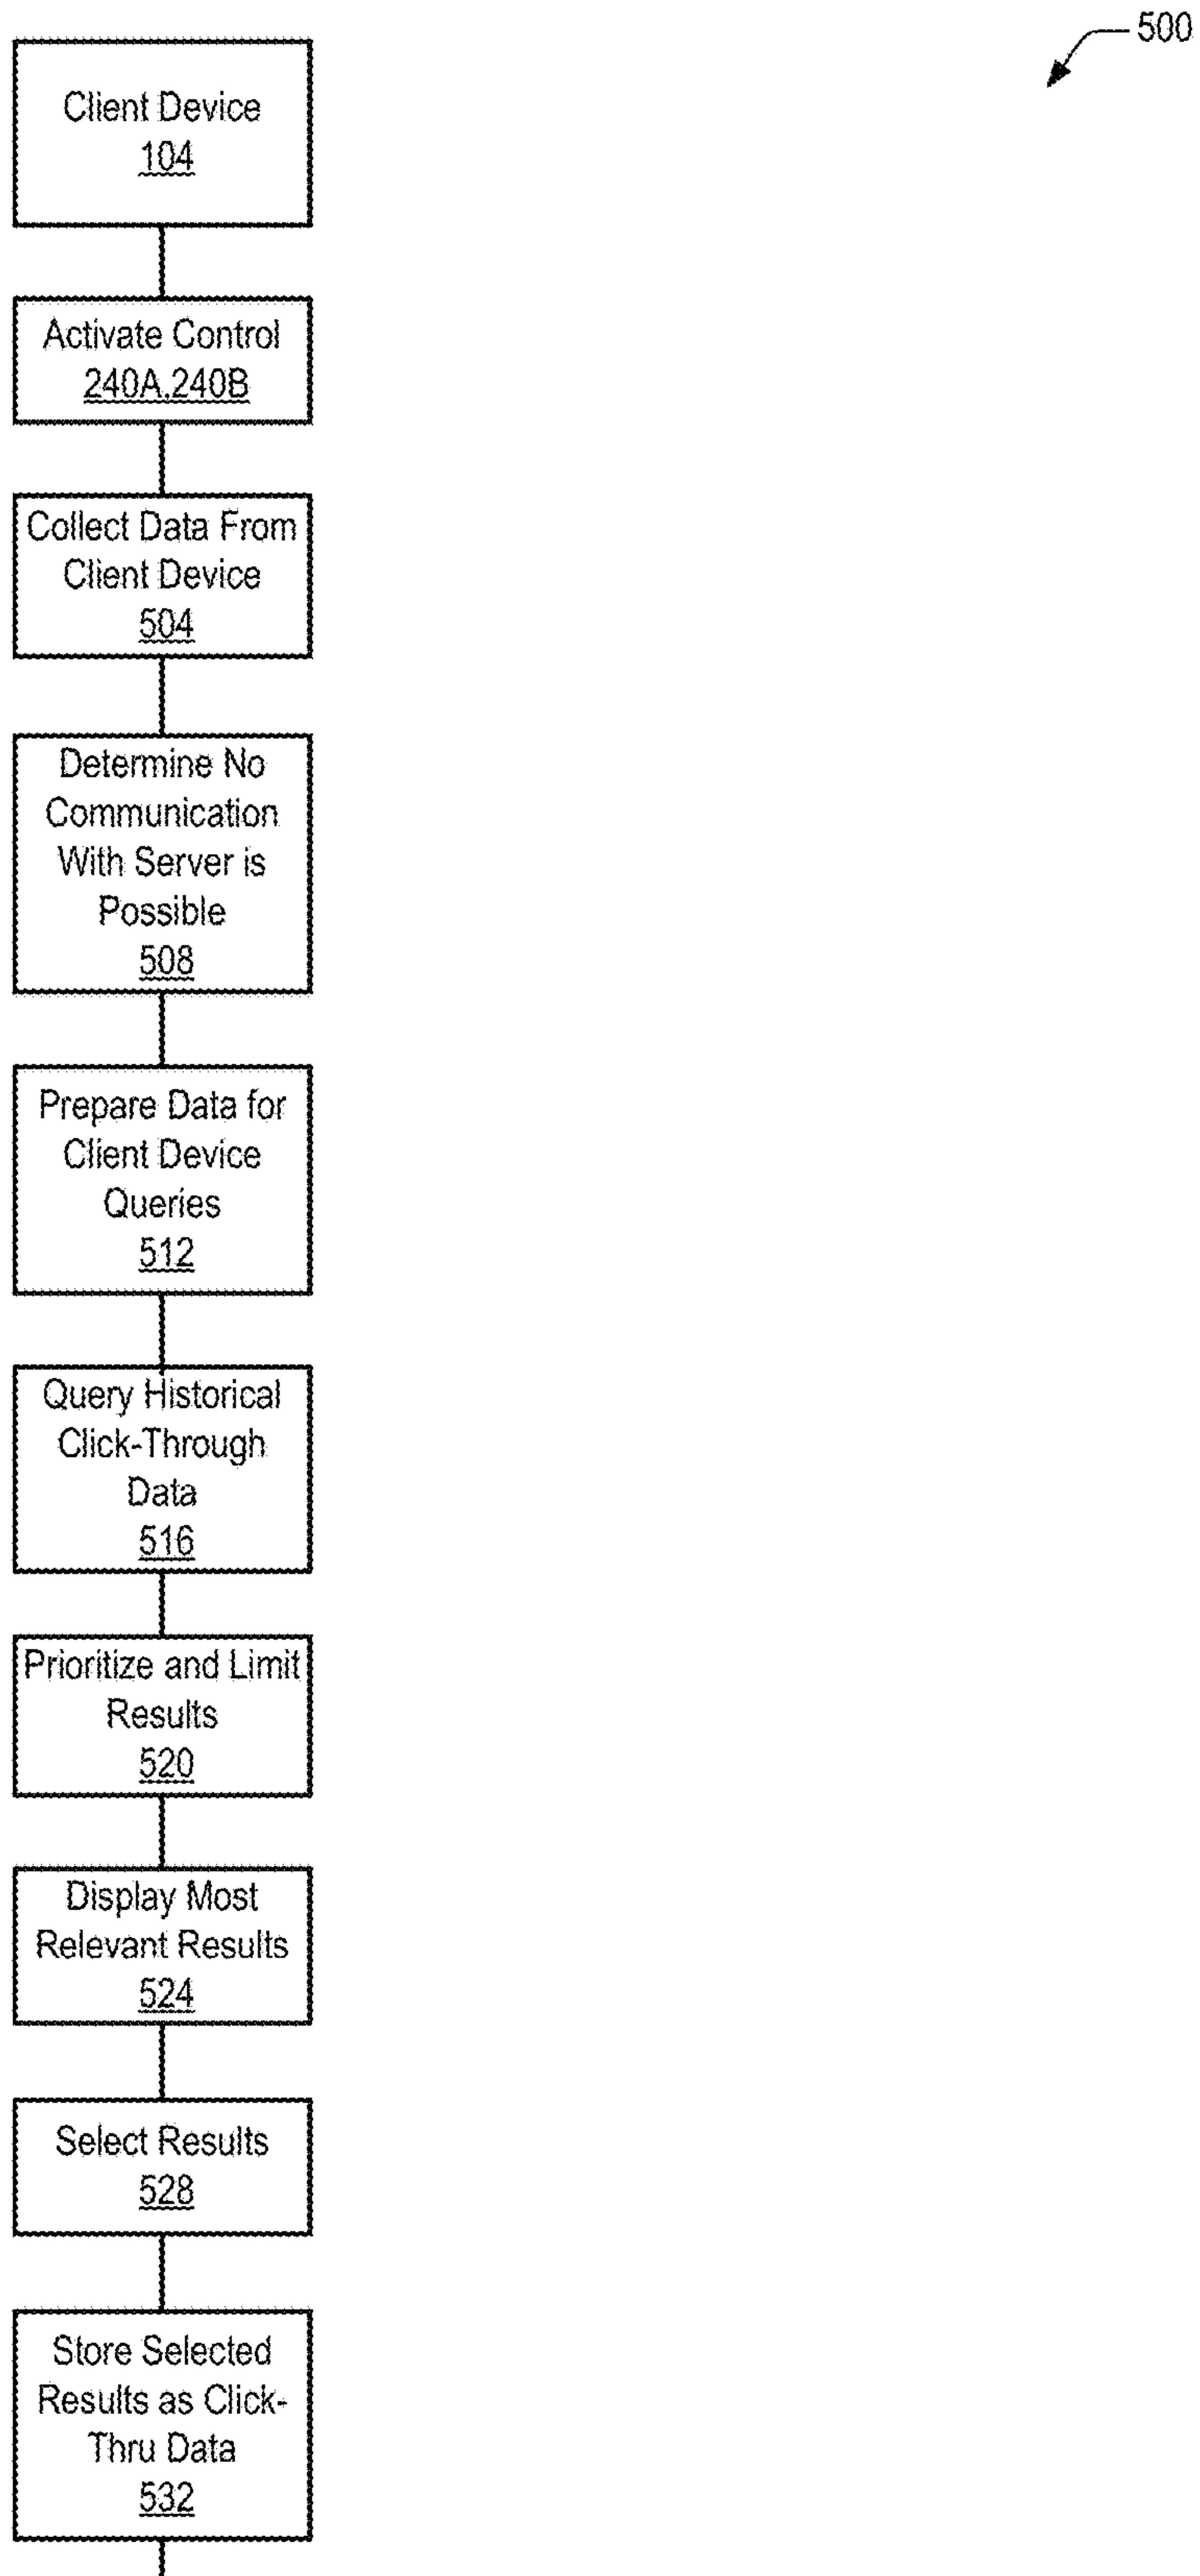 500
Client Device
104
Activate Control
240A,240B
Collect Data From
Client Device
504
Determine No
Communication
With Server is
Possible
508
Prepare Data for
Client Device
Queries
512
Query Historical
Click-Through
Data
516
Prioritize and Limit
Results
520
Display Most
Relevant Results
524
Select Results
528
Store Selected
Results as Click-
Thru Data
532